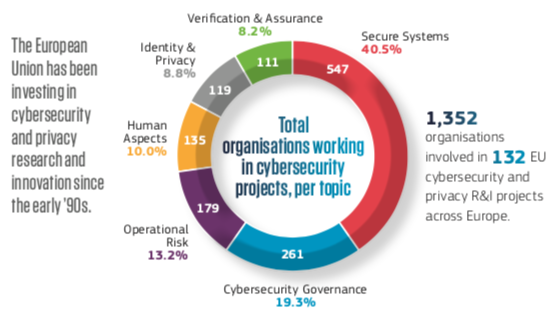 The European
Union has been
investing in
cybersecurity
and privacy
research and
innovation since
the early '90s.
Verification & Assurance
8.2%
Identity &
Privacy
8.8%
Human
Aspects
10.0%
Operational
Risk
13.2%
Cybersecurity Governance
19.3%
Secure Systems
40.5%
111
547
119
135
179
261
Total
organisations working
in cybersecurity
projects, per topic
1,352
organisations
involved in 132 EU
cybersecurity and
privacy R&I projects
across Europe.